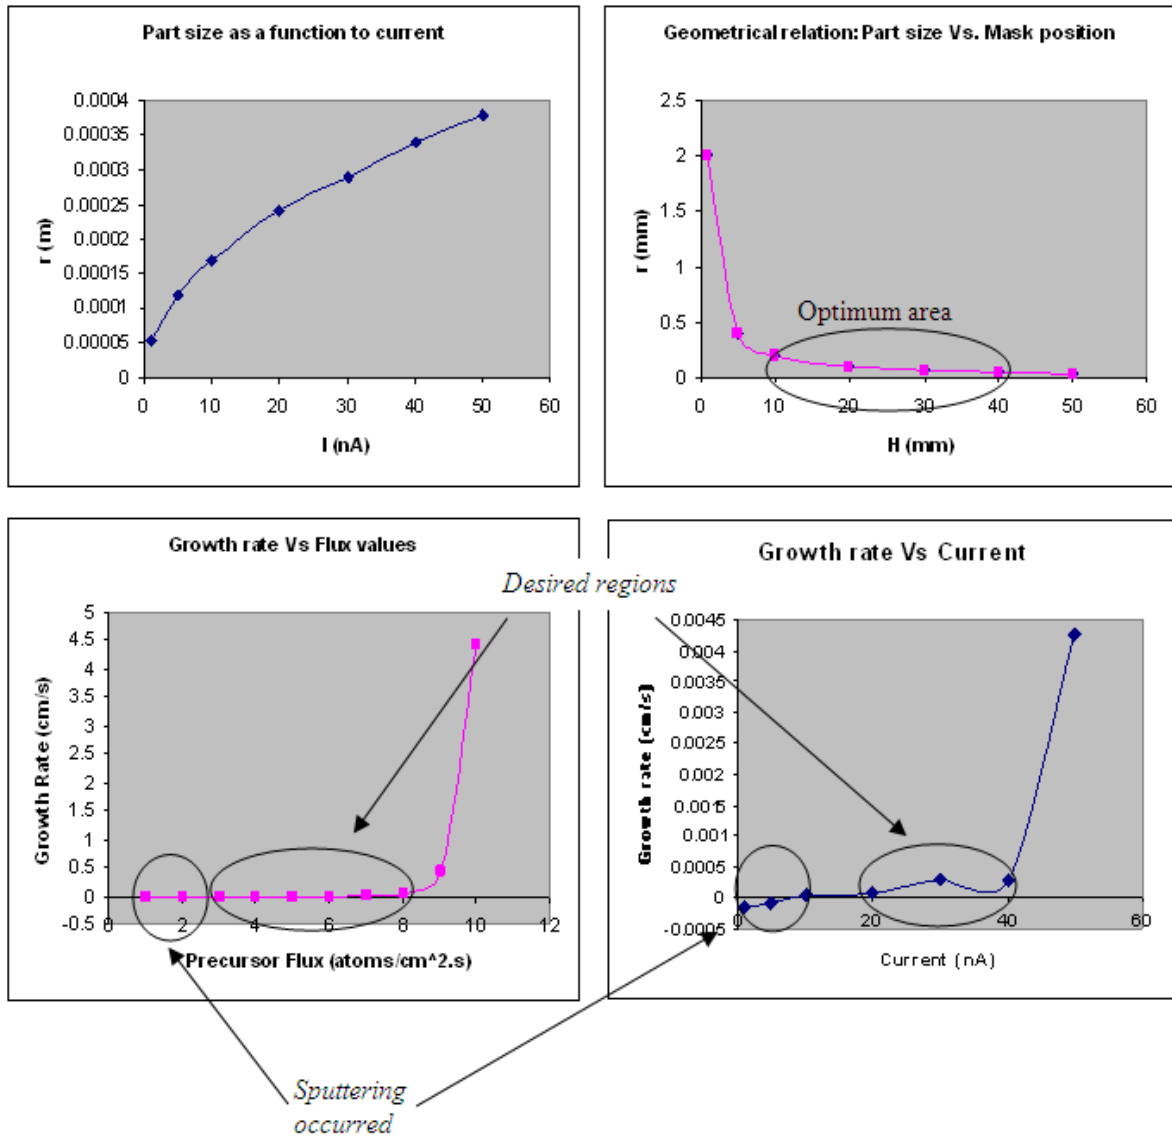 Part size as a function to current
0.0004
0.00035
0.0003
0.00025
0.0002
0.00015
0.0001
0.00005
0
r (m)
0 10 20 30 40 50 60
I (nA)
Geometrical relation: Part size Vs. Mask position
2.5
2
1.5
1
0.5
0
r (mm)
Optimum area
0 10 20 30 40 50 60
H (mm)
Growth rate Vs Flux values
Desired regions
5
4.5
4
3.5
3
2.5
2
1.5
1
0.5
0
-0.5
Growth Rate (cm/s)
0 2 4 6 8 10 12
Precursor Flux (atoms/cm^2.s)
Growth rate Vs Current
0.0045
0.004
0.0035
0.003
0.0025
0.002
0.0015
0.001
0.0005
0
-0.0005
Growth rate (cm/s)
0 20 40 60
Current (nA)
Sputtering
occurred